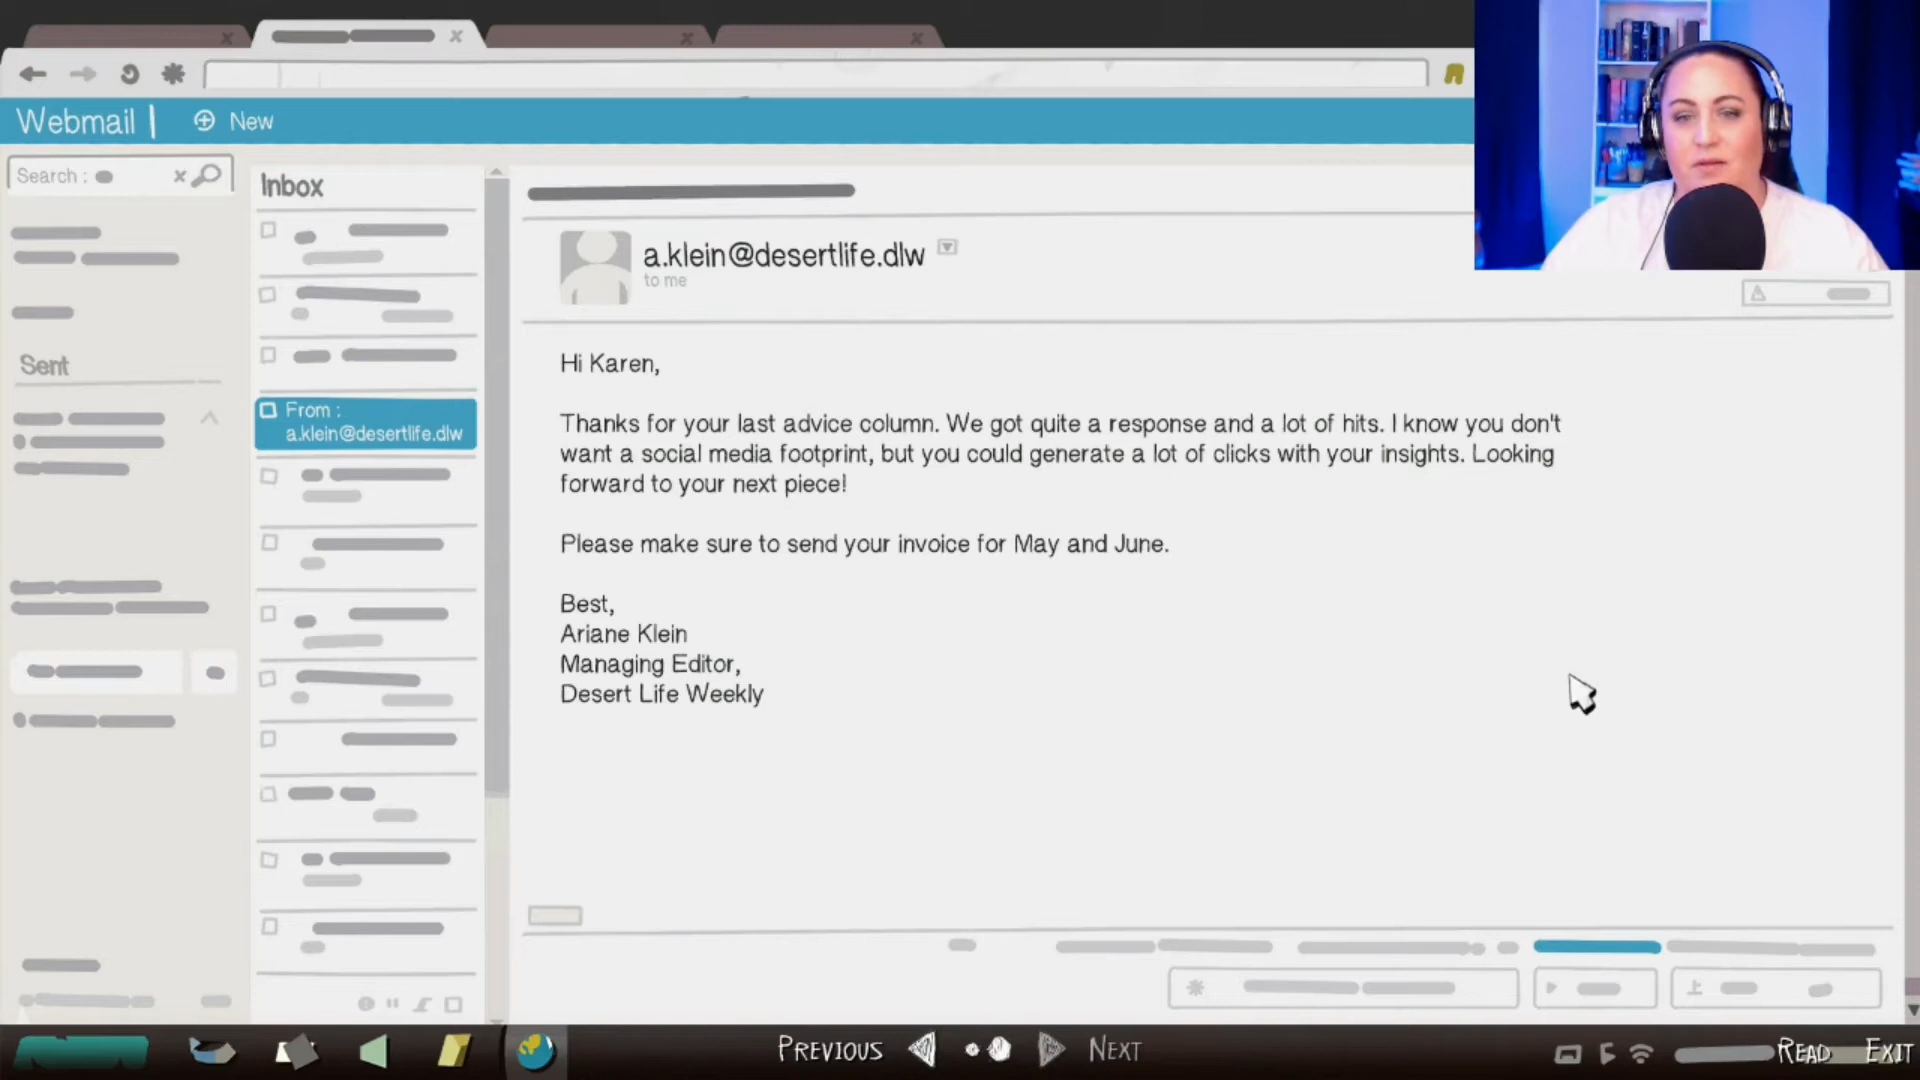 Webmail
New
Search :
Inbox
a.klein@desertlife.dlw
to me
Sent
From :
a.klein@desertlife.dlw
Hi Karen,
Thanks for your last advice column. We got quite a response and a lot of hits. I know you don't
want a social media footprint, but you could generate a lot of clicks with your insights. Looking
forward to your next piece!
Please make sure to send your invoice for May and June.
Best,
Ariane Klein
Managing Editor,
Desert Life Weekly
PREVIOUS
NEXT
READ
EXIT